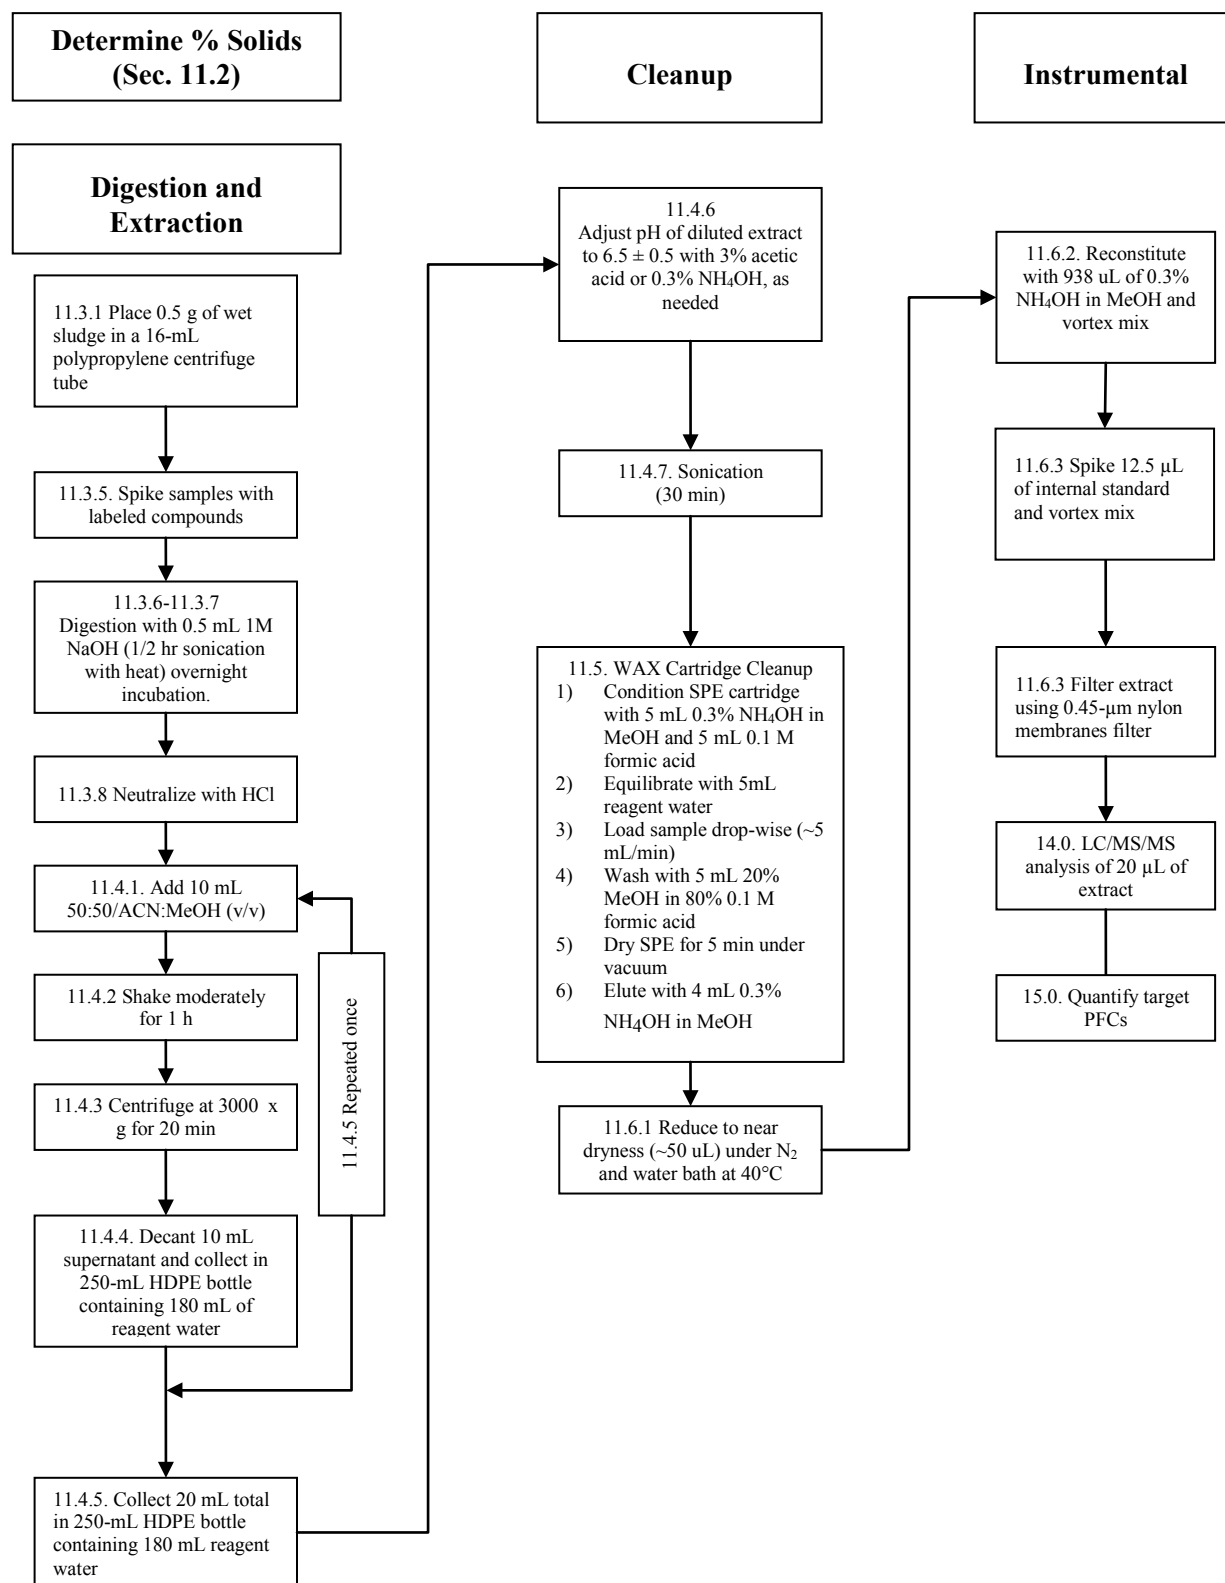 Determine % Solids
(Sec. 11.2)
Digestion and
Extraction
11.3.1 Place 0.5 g of wet
sludge in a 16-mL
polypropylene centrifuge
tube
11.3.5. Spike samples with
labeled compounds
11.3.6-11.3.7
Digestion with 0.5 mL 1M
NaOH (1/2 hr sonication
with heat) overnight
incubation.
11.3.8 Neutralize with HCl
11.4.1. Add 10 mL
50:50/ACN:MeOH (v/v)
11.4.2 Shake moderately
for 1 h
11.4.3 Centrifuge at 3000 x
g for 20 min
11.4.4. Decant 10 mL
supernatant and collect in
250-mL HDPE bottle
containing 180 mL of
reagent water
11.4.5 Repeated once
11.4.5. Collect 20 mL total
in 250-mL HDPE bottle
containing 180 mL reagent
water
Cleanup
11.4.6
Adjust pH of diluted extract
to 6.5 ± 0.5 with 3% acetic
acid or 0.3% NH₄OH, as
needed
11.4.7. Sonication
(30 min)
11.5. WAX Cartridge Cleanup
1) Condition SPE cartridge
with 5 mL 0.3% NH₄OH in
MeOH and 5 mL 0.1 M
formic acid
2) Equilibrate with 5mL
reagent water
3) Load sample drop-wise (~5
mL/min)
4) Wash with 5 mL 20%
MeOH in 80% 0.1 M
formic acid
5) Dry SPE for 5 min under
vacuum
6) Elute with 4 mL 0.3%
NH₄OH in MeOH
11.6.1 Reduce to near
dryness (~50 uL) under N₂
and water bath at 40°C
Instrumental
11.6.2. Reconstitute
with 938 uL of 0.3%
NH₄OH in MeOH and
vortex mix
11.6.3 Spike 12.5 µL
of internal standard
and vortex mix
11.6.3 Filter extract
using 0.45-µm nylon
membranes filter
14.0. LC/MS/MS
analysis of 20 µL of
extract
15.0. Quantify target
PFCs